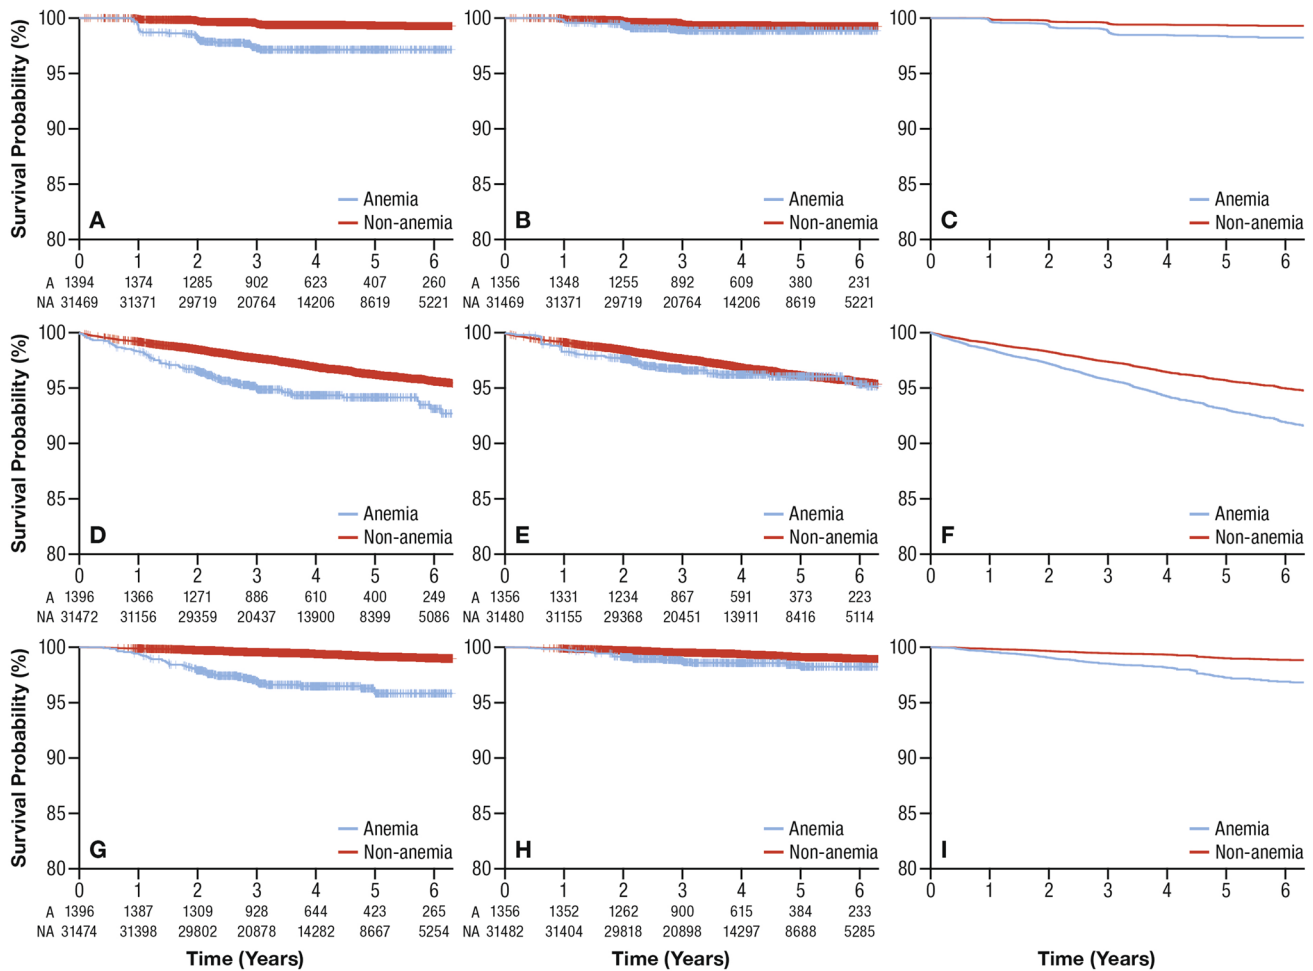 Survival Probability (%)
100
95
90
85
80
Anemia
Non-anemia
A
0 1 2 3 4 5 6
A 1394 1374 1285 902 623 407 260
NA 31469 31371 29719 20764 14206 8619 5221
100
95
90
85
80
Anemia
Non-anemia
B
0 1 2 3 4 5 6
A 1356 1348 1255 892 609 380 231
NA 31469 31371 29719 20764 14206 8619 5221
100
95
90
85
80
Anemia
Non-anemia
C
0 1 2 3 4 5 6
Survival Probability (%)
100
95
90
85
80
Anemia
Non-anemia
D
0 1 2 3 4 5 6
A 1396 1366 1271 886 610 400 249
NA 31472 31156 29359 20437 13900 8399 5086
100
95
90
85
80
Anemia
Non-anemia
E
0 1 2 3 4 5 6
A 1356 1331 1234 867 591 373 223
NA 31480 31155 29368 20451 13911 8416 5114
100
95
90
85
80
Anemia
Non-anemia
F
0 1 2 3 4 5 6
Survival Probability (%)
100
95
90
85
80
Anemia
Non-anemia
G
0 1 2 3 4 5 6
A 1396 1387 1309 928 644 423 265
NA 31474 31398 29802 20878 14282 8667 5254
Time (Years)
100
95
90
85
80
Anemia
Non-anemia
H
0 1 2 3 4 5 6
A 1356 1352 1262 900 615 384 233
NA 31482 31404 29818 20898 14297 8688 5285
Time (Years)
100
95
90
85
80
Anemia
Non-anemia
I
0 1 2 3 4 5 6
Time (Years)